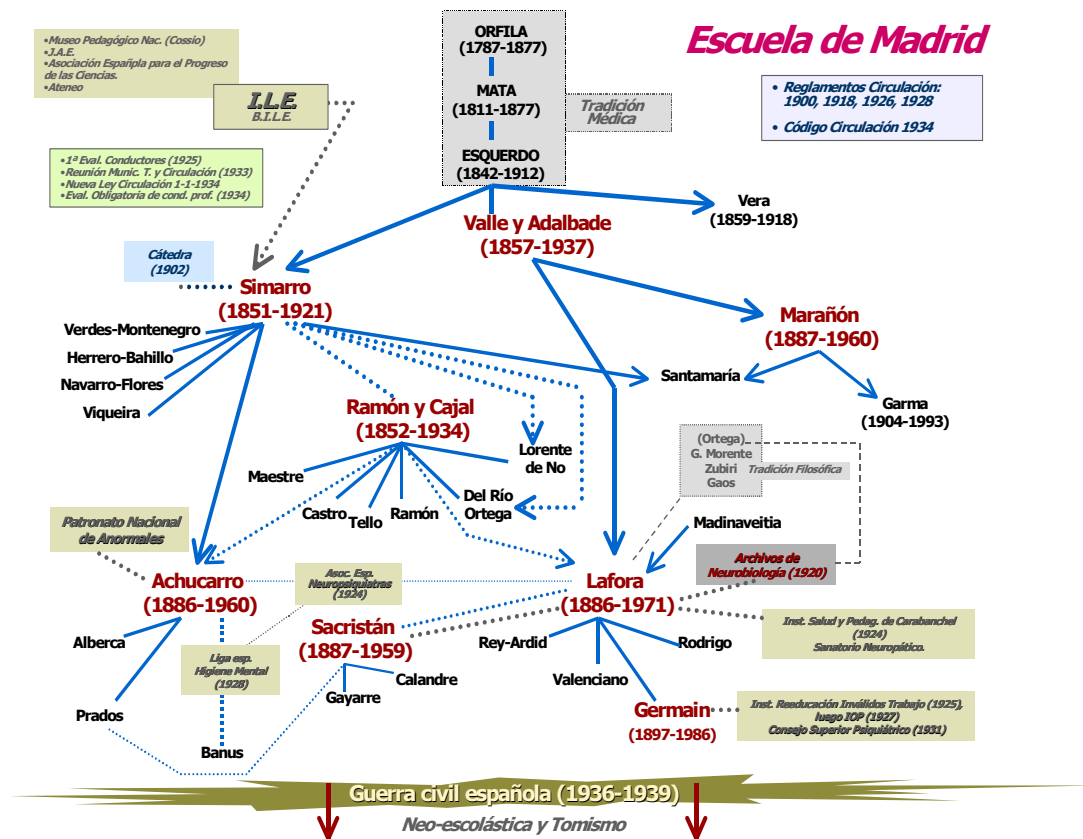 Escuela de Madrid
•Museo Pedagógico Nac. (Cossio)
•J.A.E.
•Asociación Españpla para el Progreso
de las Ciencias.
•Ateneo
I.L.E.
B.I.L.E.
ORFILA
(1787-1877)
MATA
(1811-1877)
ESQUERDO
(1842-1912)
Tradición
Médica
• Reglamentos Circulación:
1900, 1918, 1926, 1928
• Código Circulación 1934
•1ª Eval. Conductores (1925)
•Reunión Munic. T. y Circulación (1933)
•Nueva Ley Circulación 1-1-1934
•Eval. Obligatoria de cond. prof. (1934)
Vera
(1859-1918)
Valle y Adalbade
(1857-1937)
Cátedra
(1902)
Simarro
(1851-1921)
Marañón
(1887-1960)
Verdes-Montenegro
Herrero-Bahillo
Navarro-Flores
Viqueira
Santamaría
Garma
(1904-1993)
Ramón y Cajal
(1852-1934)
Lorente
de No
Maestre
Castro
Tello
Ramón
Del Río
Ortega
(Ortega)
G. Morente
Zubiri
Gaos
Tradición Filosófica
Madinaveitia
Patronato Nacional
de Anormales
Archivos de
Neurobiología (1920)
Asoc. Esp.
Neuropsiquiatras
(1924)
Achucarro
(1886-1960)
Lafora
(1886-1971)
Sacristán
(1887-1959)
Inst. Salud y Pedag. de Carabanchel
(1924)
Sanatorio Neuropático.
Alberca
Liga esp.
Higiene Mental
(1928)
Rey-Ardid
Rodrigo
Calandre
Gayarre
Valenciano
Prados
Banus
Germain
(1897-1986)
Inst. Reeducación Inválidos Trabajo (1925),
luego IOP (1927)
Consejo Superior Psiquiátrico (1931)
Guerra civil española (1936-1939)
Neo-escolástica y Tomismo